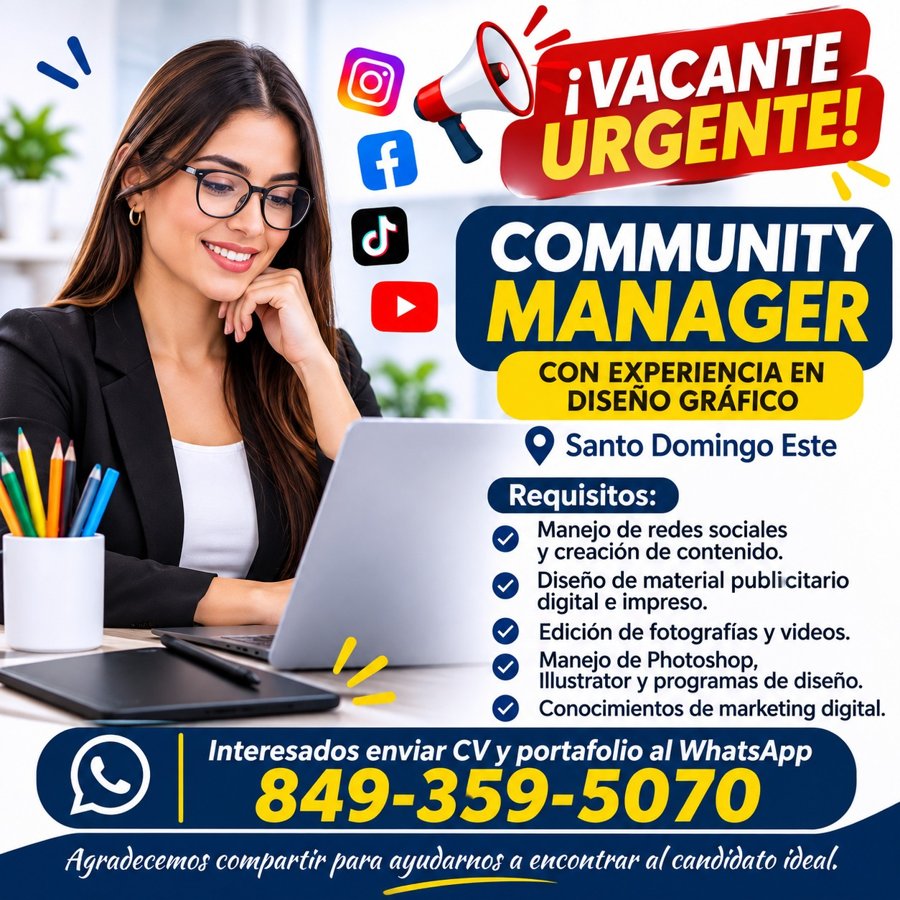 ¡VACANTE
URGENTE!
COMMUNITY
MANAGER
CON EXPERIENCIA EN
DISEÑO GRÁFICO
Santo Domingo Este
Requisitos:
Manejo de redes sociales
y creación de contenido.
Diseño de material publicitario
digital e impreso.
Edición de fotografías y videos.
Manejo de Photoshop,
Illustrator y programas de diseño.
Conocimientos de marketing digital.
Interesados enviar CV y portafolio al WhatsApp
849-359-5070
Agradecemos compartir para ayudarnos a encontrar al candidato ideal.